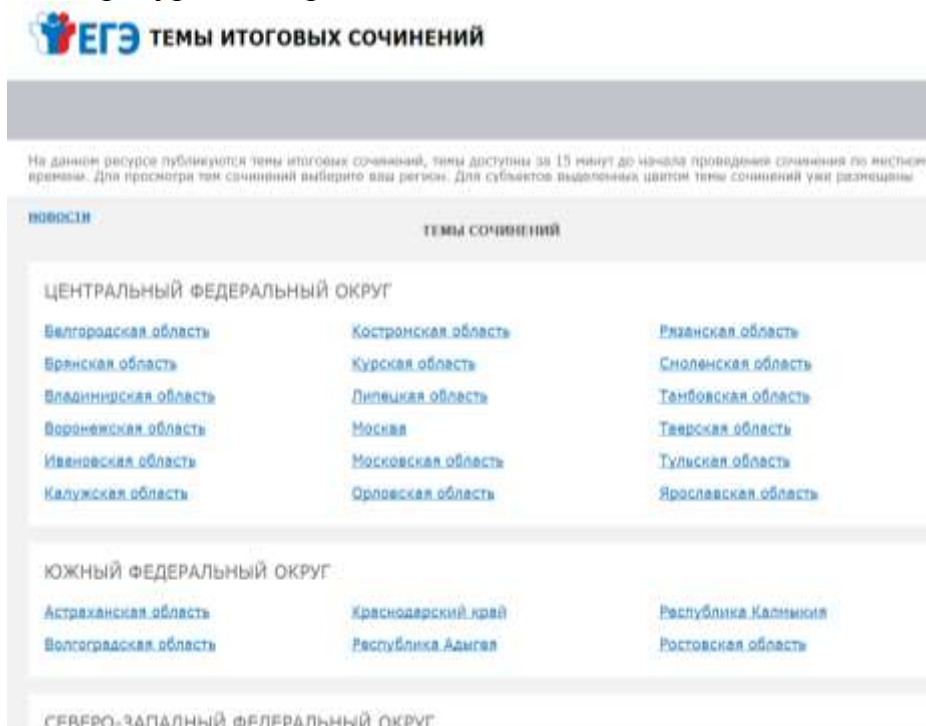 ЕГЭ ТЕМЫ ИТОГОВЫХ СОЧИНЕНИЙ
На данном ресурсе публикуются темы итоговых сочинений, темы доступны за 15 минут до начала проведения сочинения по местном
времени. Для просмотра тем сочинений выберите ваш регион. Для субъектов выделенных цветом темы сочинений уже размещены
НОВОСТИ
ТЕМЫ СОЧИНЕНИЙ
ЦЕНТРАЛЬНЫЙ ФЕДЕРАЛЬНЫЙ ОКРУГ
Белгородская область Костромская область Рязанская область
Брянская область Курская область Смоленская область
Владимирская область Липецкая область Тамбовская область
Воронежская область Москва Тверская область
Ивановская область Московская область Тульская область
Калужская область Орловская область Ярославская область
ЮЖНЫЙ ФЕДЕРАЛЬНЫЙ ОКРУГ
Астраханская область Краснодарский край Республика Калмыкия
Волгоградская область Республика Адыгея Ростовская область
СЕВЕРО-ЗАПАДНЫЙ ФЕДЕРАЛЬНЫЙ ОКРУГ